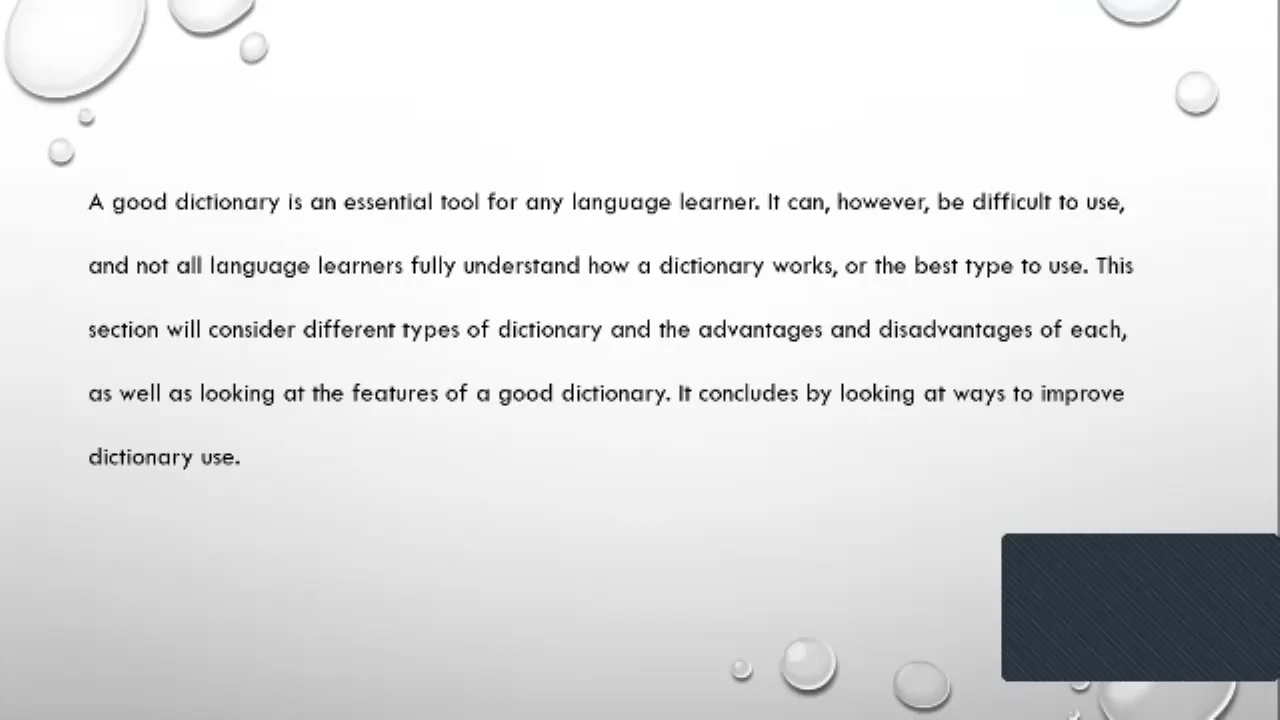 A good dictionary is an essential tool for any language learner. It can, however, be difficult to use,
and not all language learners fully understand how a dictionary works, or the best type to use. This
section will consider different types of dictionary and the advantages and disadvantages of each,
as well as looking at the features of a good dictionary. It concludes by looking at ways to improve
dictionary use.